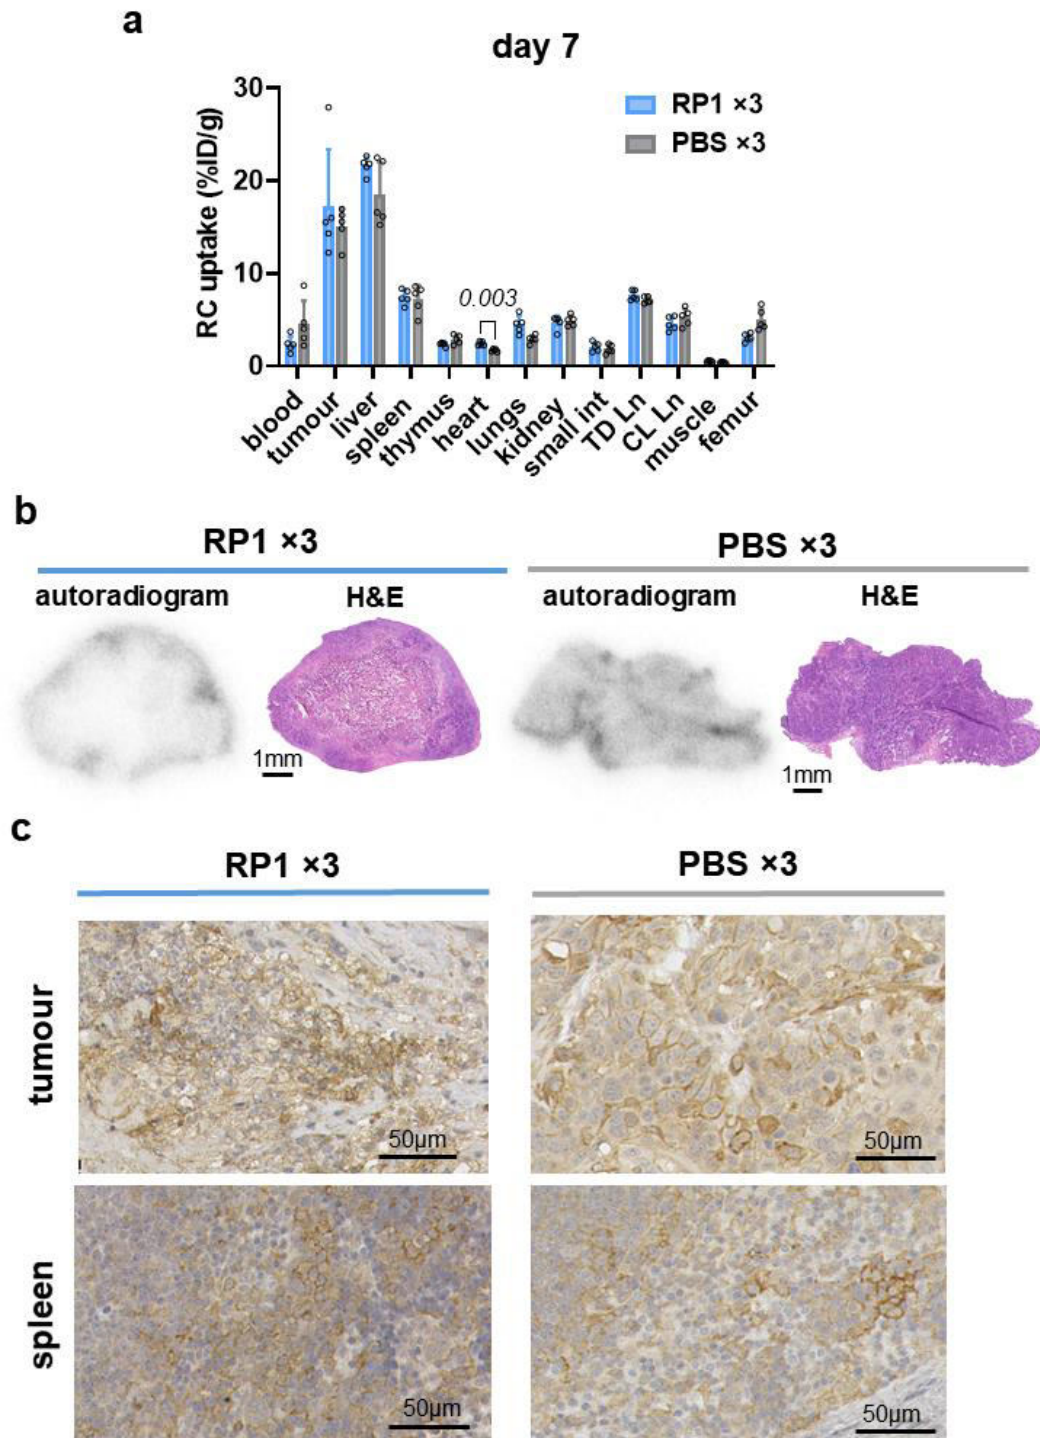 a
day 7
RC uptake (%ID/g)
30
20
10
0
RP1 ×3
PBS ×3
0.003
blood
tumour
liver
spleen
thymus
heart
lungs
kidney
small int
TD Ln
CL Ln
muscle
femur
b
RP1 ×3
PBS ×3
autoradiogram
H&E
autoradiogram
H&E
1mm
1mm
c
RP1 ×3
PBS ×3
tumour
50µm
50µm
spleen
50µm
50µm